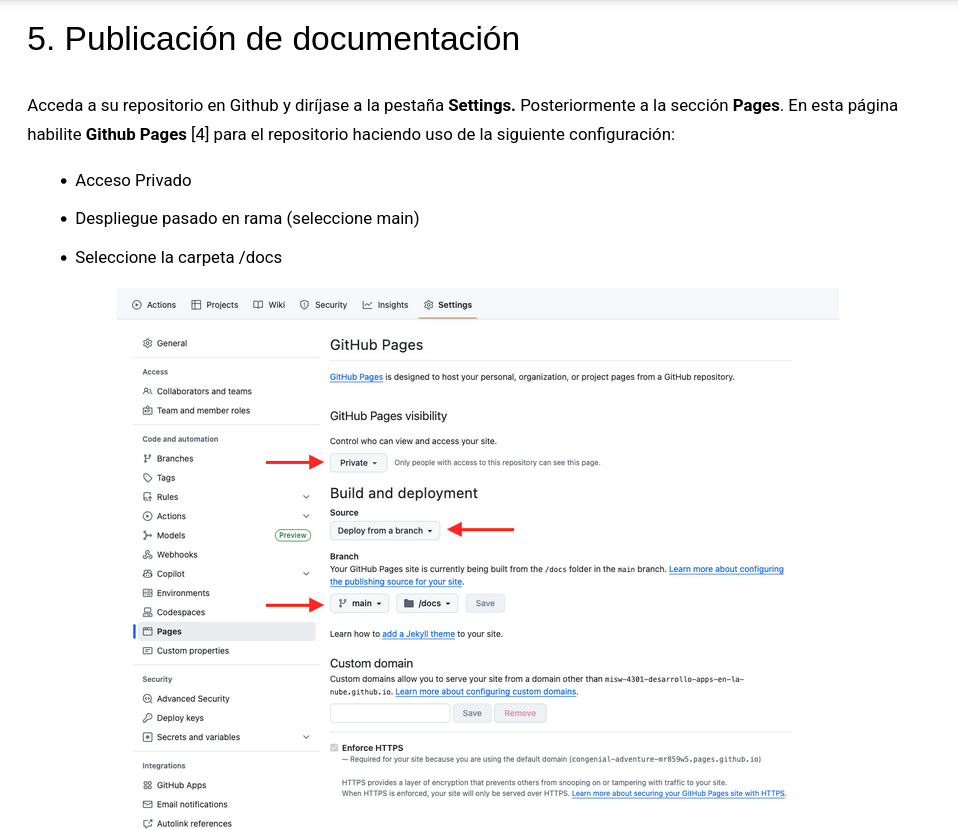 5. Publicación de documentación
Acceda a su repositorio en Github y diríjase a la pestaña Settings. Posteriormente a la sección Pages. En esta página
habilite Github Pages [4] para el repositorio haciendo uso de la siguiente configuración:
• Acceso Privado
• Despliegue pasado en rama (seleccione main)
• Seleccione la carpeta /docs
Actions Projects Wiki Security Insights Settings
General
Access
Collaborators and teams
Team and member roles
Code and automation
Branches
Tags
Rules
Actions
Models Preview
Webhooks
Copilot
Environments
Codespaces
Pages
Custom properties
Security
Advanced Security
Deploy keys
Secrets and variables
Integrations
GitHub Apps
Email notifications
Autolink references
GitHub Pages
GitHub Pages is designed to host your personal, organization, or project pages from a GitHub repository.
GitHub Pages visibility
Control who can view and access your site.
Private Only people with access to this repository can see this page.
Build and deployment
Source
Deploy from a branch
Branch
Your GitHub Pages site is currently being built from the /docs folder in the main branch. Learn more about configuring
the publishing source for your site.
main /docs Save
Learn how to add a Jekyll theme to your site.
Custom domain
Custom domains allow you to serve your site from a domain other than misw-4301-desarrollo-apps-en-la-
nube.github.io. Learn more about configuring custom domains.
Save Remove
Enforce HTTPS
— Required for your site because you are using the default domain (congenial-adventure-mr859w5.pages.github.io)
HTTPS provides a layer of encryption that prevents others from snooping on or tampering with traffic to your site.
When HTTPS is enforced, your site will only be served over HTTPS. Learn more about securing your GitHub Pages site with HTTPS.